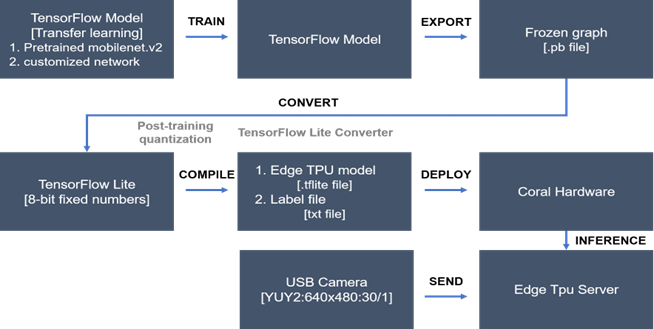 TensorFlow Model
[Transfer learning]
1. Pretrained mobilenet.v2
2. customized network
TRAIN
TensorFlow Model
EXPORT
Frozen graph
[.pb file]
CONVERT
Post-training
quantization
TensorFlow Lite Converter
TensorFlow Lite
[8-bit fixed numbers]
COMPILE
1. Edge TPU model
[.tflite file]
2. Label file
[txt file]
DEPLOY
Coral Hardware
INFERENCE
USB Camera
[YUY2:640x480:30/1]
SEND
Edge Tpu Server